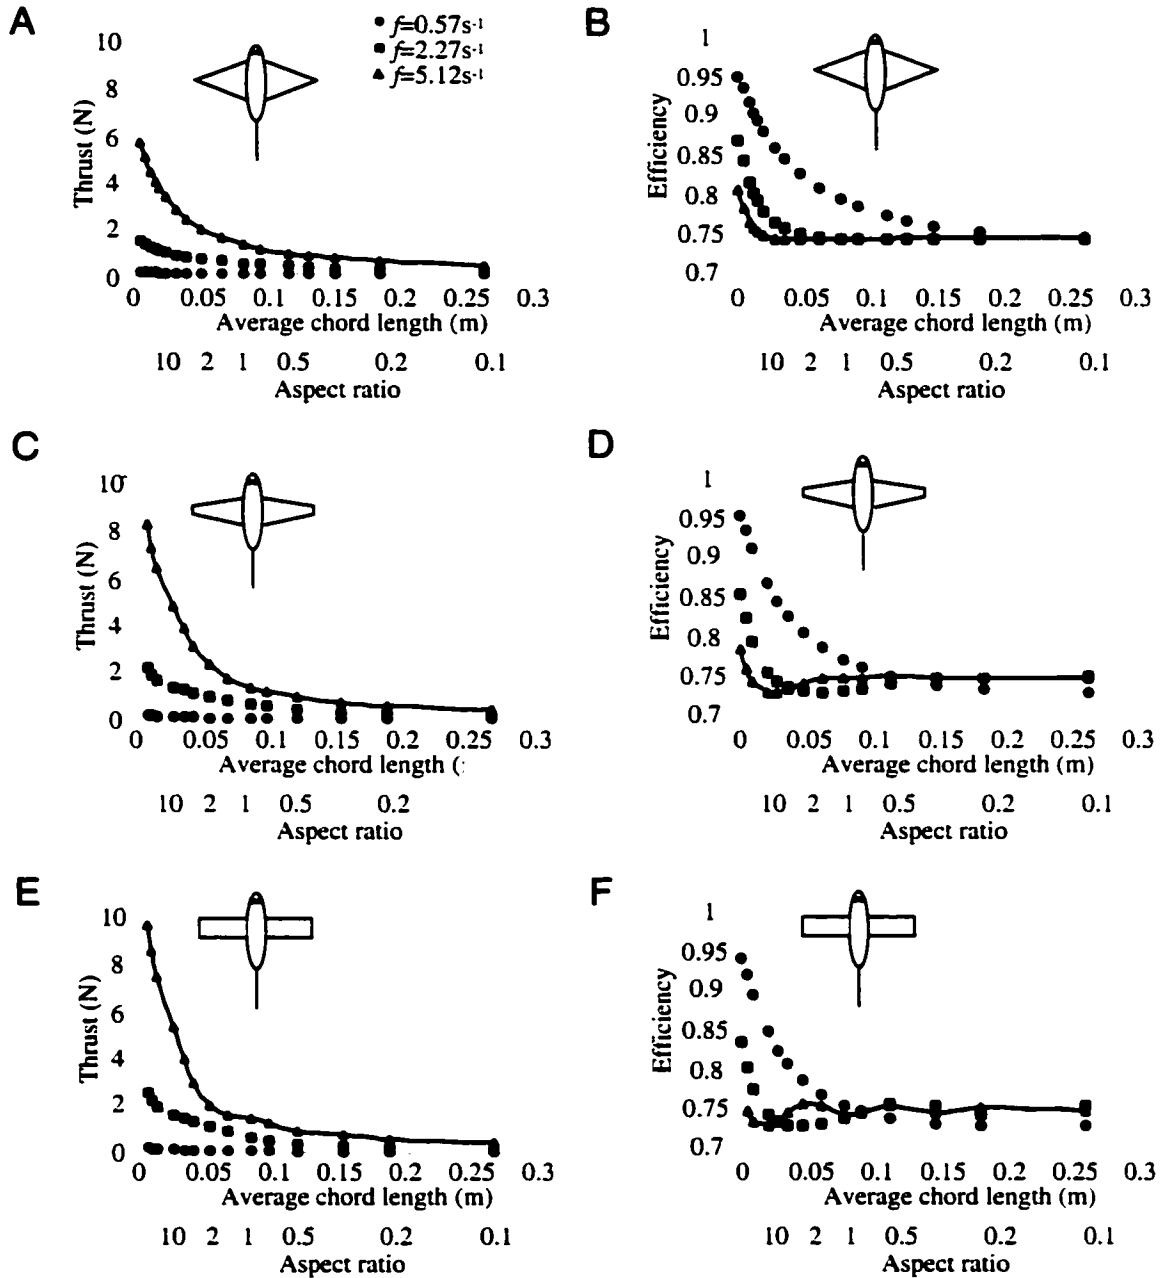 A
f=0.57s-1
f=2.27s-1
f=5.12s-1
10
8
6
4
2
0
Thrust (N)
0 0.05 0.1 0.15 0.2 0.25 0.3
Average chord length (m)
10 2 1 0.5 0.2 0.1
Aspect ratio
B
1
0.95
0.9
0.85
0.8
0.75
0.7
Efficiency
0 0.05 0.1 0.15 0.2 0.25 0.3
Average chord length (m)
10 2 1 0.5 0.2 0.1
Aspect ratio
C
10
8
6
4
2
0
Thrust (N)
0 0.05 0.1 0.15 0.2 0.25 0.3
Average chord length (:
10 2 1 0.5 0.2
Aspect ratio
D
1
0.95
0.9
0.85
0.8
0.75
0.7
Efficiency
0 0.05 0.1 0.15 0.2 0.25 0.3
Average chord length (m)
10 2 1 0.5 0.2 0.1
Aspect ratio
E
10
8
6
4
2
0
Thrust (N)
0 0.05 0.1 0.15 0.2 0.25 0.3
Average chord length (m)
10 2 1 0.5 0.2 0.1
Aspect ratio
F
1
0.95
0.9
0.85
0.8
0.75
0.7
Efficiency
0 0.05 0.1 0.15 0.2 0.25 0.3
Average chord length (m)
10 2 1 0.5 0.2 0.1
Aspect ratio